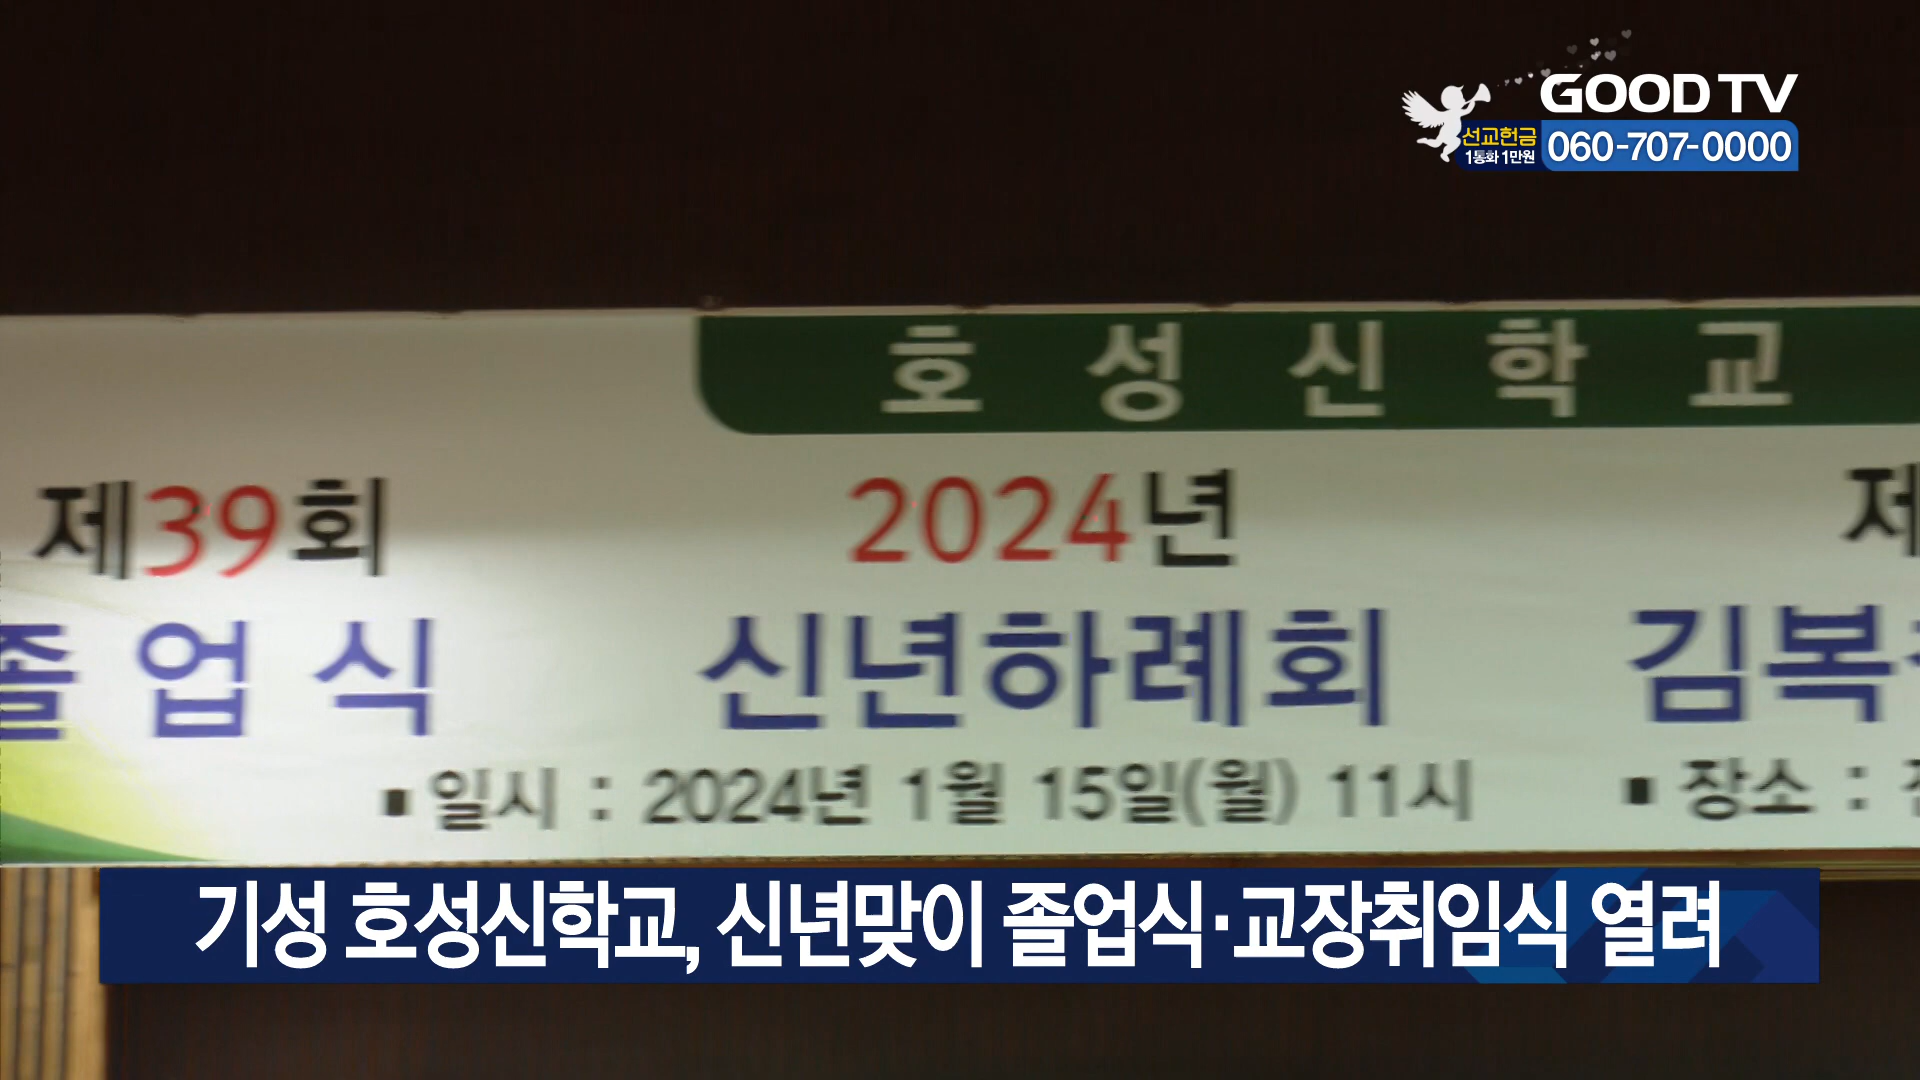 GOOD TV
선교헌금
1통화 1만원
060-707-0000
호성신학교
제39회
2024년
제
졸업식
신년하례회
김복
▪일시 : 2024년 1월 15일(월) 11시
▪장소 :
기성 호성신학교, 신년맞이 졸업식·교장취임식 열려